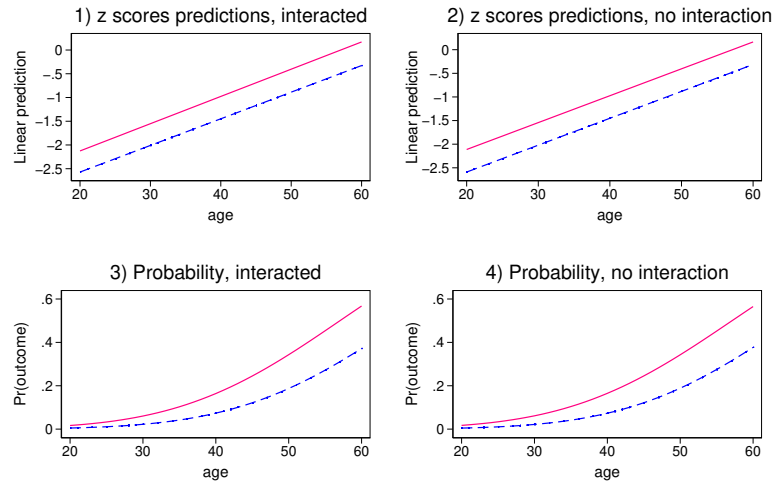 1) z scores predictions, interacted
Linear prediction
0
−.5
−1
−1.5
−2
−2.5
20 30 40 50 60
age
2) z scores predictions, no interaction
Linear prediction
0
−.5
−1
−1.5
−2
−2.5
20 30 40 50 60
age
3) Probability, interacted
Pr(outcome)
.6
.4
.2
0
20 30 40 50 60
age
4) Probability, no interaction
Pr(outcome)
.6
.4
.2
0
20 30 40 50 60
age